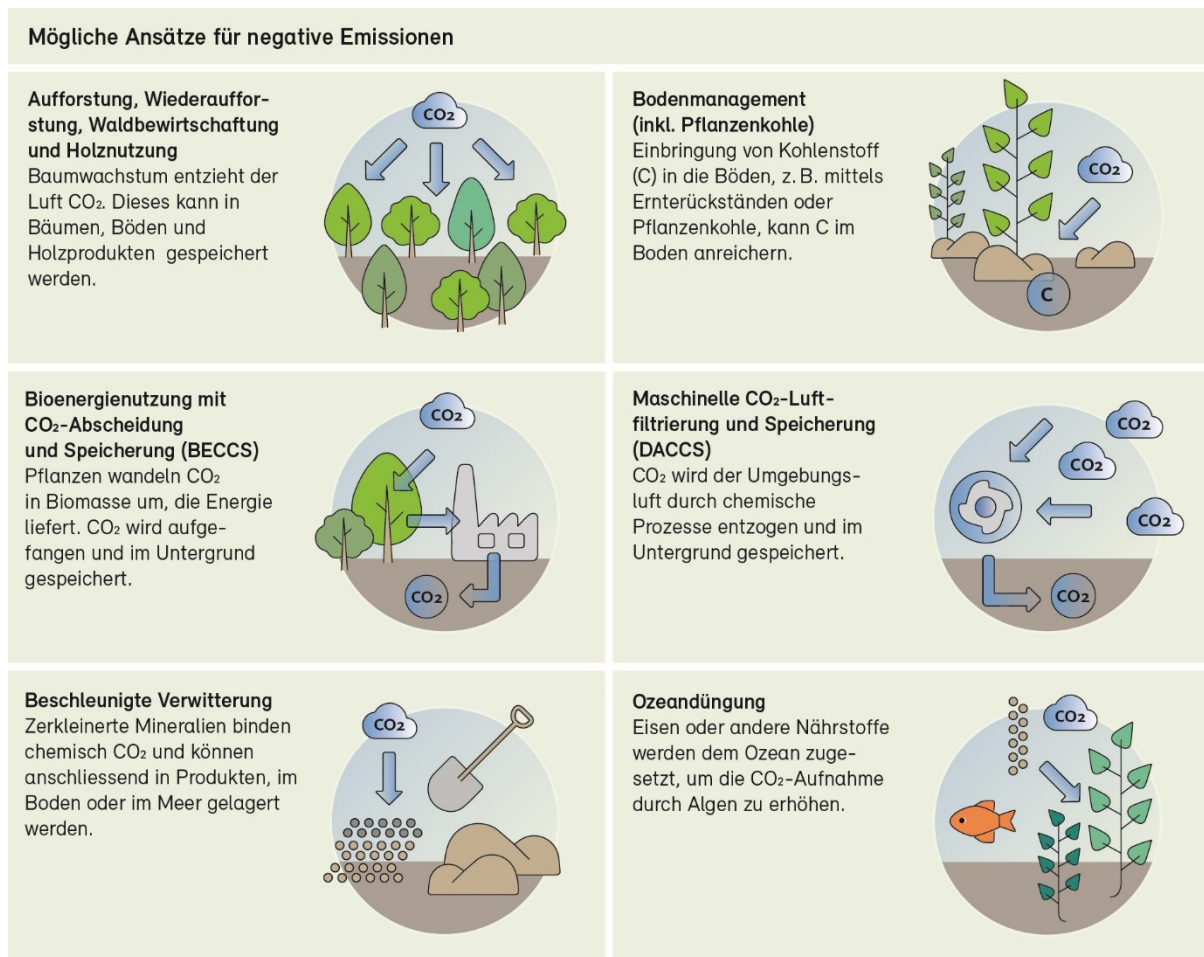 Mögliche Ansätze für negative Emissionen
Aufforstung, Wiederauffor-
stung, Waldbewirtschaftung
und Holznutzung
Baumwachstum entzieht der
Luft CO₂. Dieses kann in
Bäumen, Böden und
Holzprodukten gespeichert
werden.
CO₂
Bodenmanagement
(inkl. Pflanzenkohle)
Einbringung von Kohlenstoff
(C) in die Böden, z. B. mittels
Ernterückständen oder
Pflanzenkohle, kann C im
Boden anreichern.
CO₂
C
Bioenergienutzung mit
CO₂-Abscheidung
und Speicherung (BECCS)
Pflanzen wandeln CO₂
in Biomasse um, die Energie
liefert. CO₂ wird aufge-
fangen und im Untergrund
gespeichert.
CO₂
CO₂
Maschinelle CO₂-Luft-
filtrierung und Speicherung
(DACCS)
CO₂ wird der Umgebungs-
luft durch chemische
Prozesse entzogen und im
Untergrund gespeichert.
CO₂
CO₂
CO₂
CO₂
Beschleunigte Verwitterung
Zerkleinerte Mineralien binden
chemisch CO₂ und können
anschliessend in Produkten, im
Boden oder im Meer gelagert
werden.
CO₂
Ozeandüngung
Eisen oder andere Nährstoffe
werden dem Ozean zuge-
setzt, um die CO₂-Aufnahme
durch Algen zu erhöhen.
CO₂